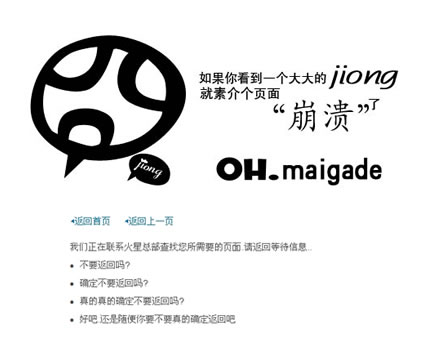 如果你看到一个大大的 jiong
就素介个页面
“崩溃”了
jiong
OH.maigade
返回首页 返回上一页
我们正在联系火星总部查找您所需要的页面.请返回等待信息...
不要返回吗?
确定不要返回吗?
真的真的确定不要返回吗?
好吧.还是随便你要不要真的确定返回吧